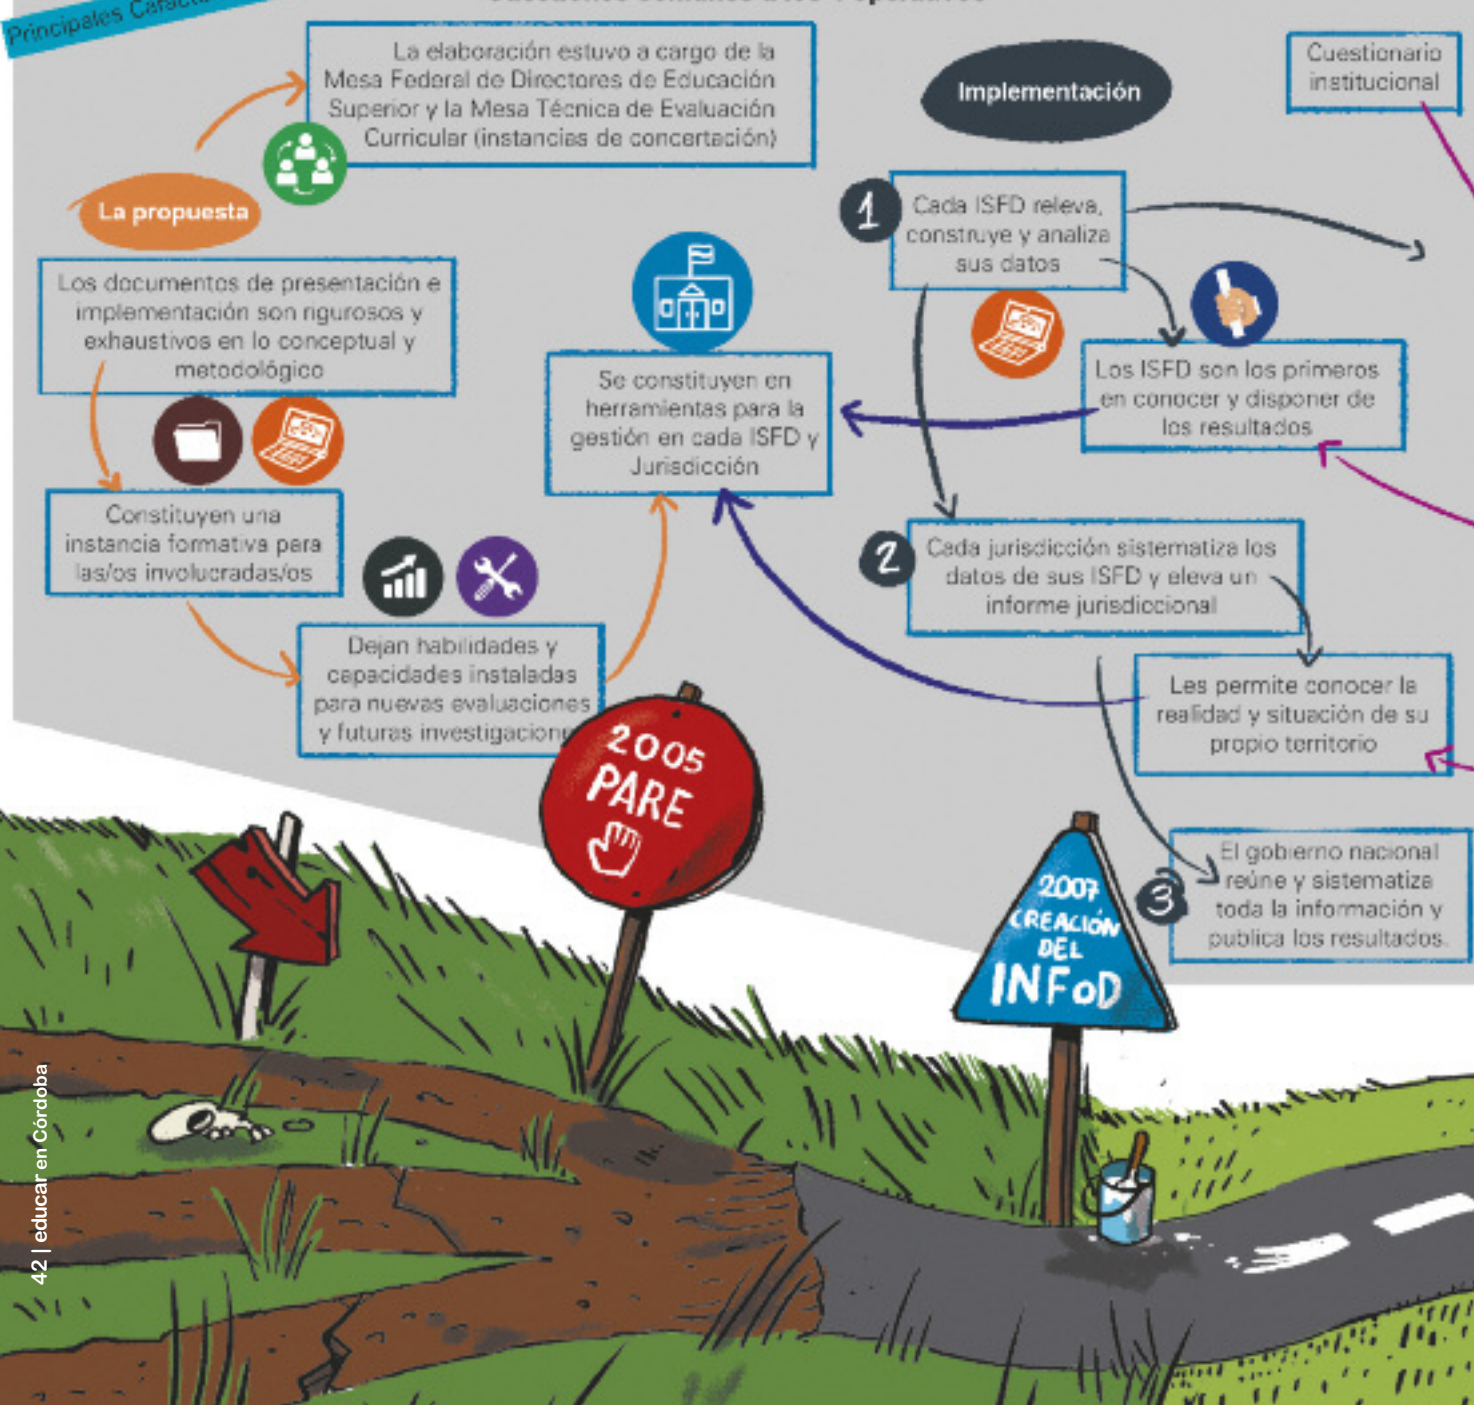 Principales
La elaboración estuvo a cargo de la
Mesa Federal de Directores de Educación
Superior y la Mesa Técnica de Evaluación
Curricular (instancias de concertación)
La propuesta
Los documentos de presentación e
implementación son rigurosos y
exhaustivos en lo conceptual y
metodológico
Constituyen una
instancia formativa para
las/os involucradas/os
Dejan habilidades y
capacidades instaladas
para nuevas evaluaciones
y futuras investigacione
Se constituyen en
herramientas para la
gestión en cada ISFD y
Jurisdicción
Implementación
1
Cada ISFD releva,
construye y analiza
sus datos
Los ISFD son los primeros
en conocer y disponer de
los resultados
2
Cada jurisdicción sistematiza los
datos de sus ISFD y eleva un
informe jurisdiccional
Les permite conocer la
realidad y situación de su
propio territorio
3
El gobierno nacional
reúne y sistematiza
toda la información y
publica los resultados.
Cuestionario
institucional
2005
PARE
2007
CREACIÓN
DEL
INFoD
42 | educar en Córdoba